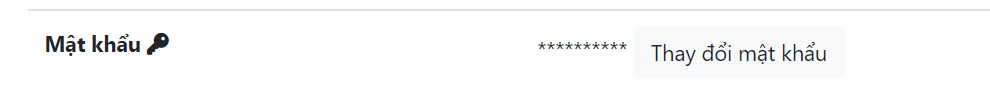 Mật khẩu ********** Thay đổi mật khẩu